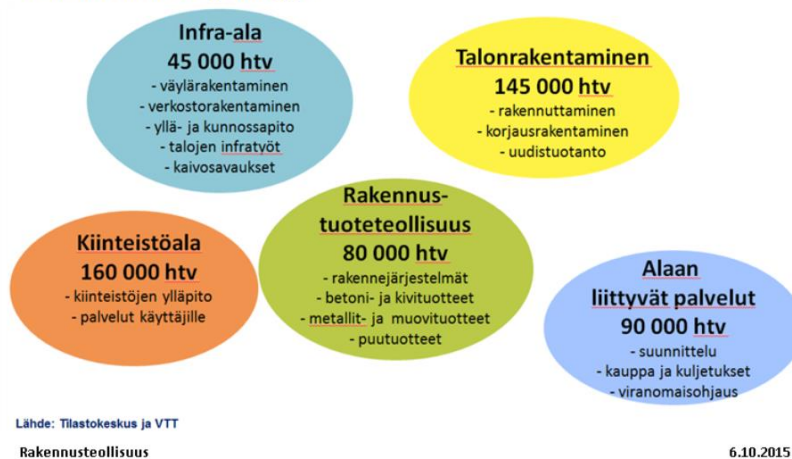 Infra-ala
45 000 htv
- väylärakentaminen
- verkostorakentaminen
- yllä- ja kunnossapito
- talojen infratyöt
- kaivosavaukset
Talonrakentaminen
145 000 htv
- rakennuttaminen
- korjausrakentaminen
- uudistuotanto
Kiinteistöala
160 000 htv
- kiinteistöjen ylläpito
- palvelut käyttäjille
Rakennus-
tuoteteollisuus
80 000 htv
- rakennejärjestelmät
- betoni- ja kivituotteet
- metallit- ja muovituotteet
- puutuotteet
Alaan
liittyvät palvelut
90 000 htv
- suunnittelu
- kauppa ja kuljetukset
- viranomaisohjaus
Lähde: Tilastokeskus ja VTT
Rakennusteollisuus
6.10.2015